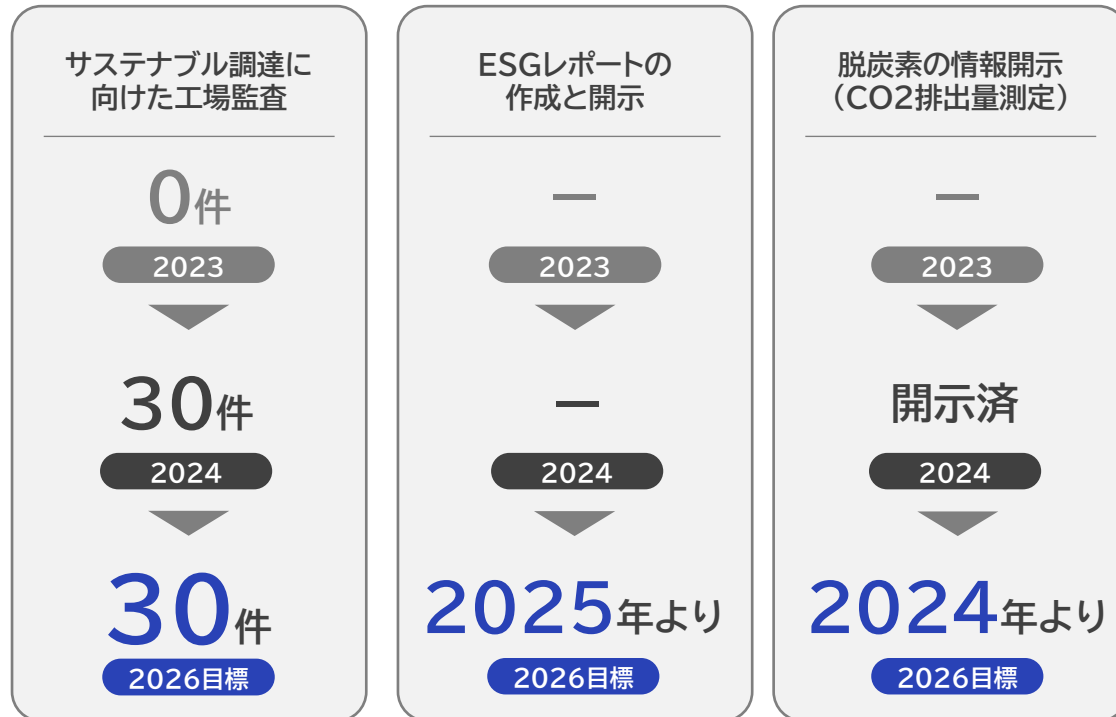 サステナブル調達に
向けた工場監査
0件
2023
30件
2024
30件
2026目標
ESGレポートの
作成と開示
ー
2023
ー
2024
2025年より
2026目標
脱炭素の情報開示
（CO2排出量測定）
ー
2023
開示済
2024
2024年より
2026目標